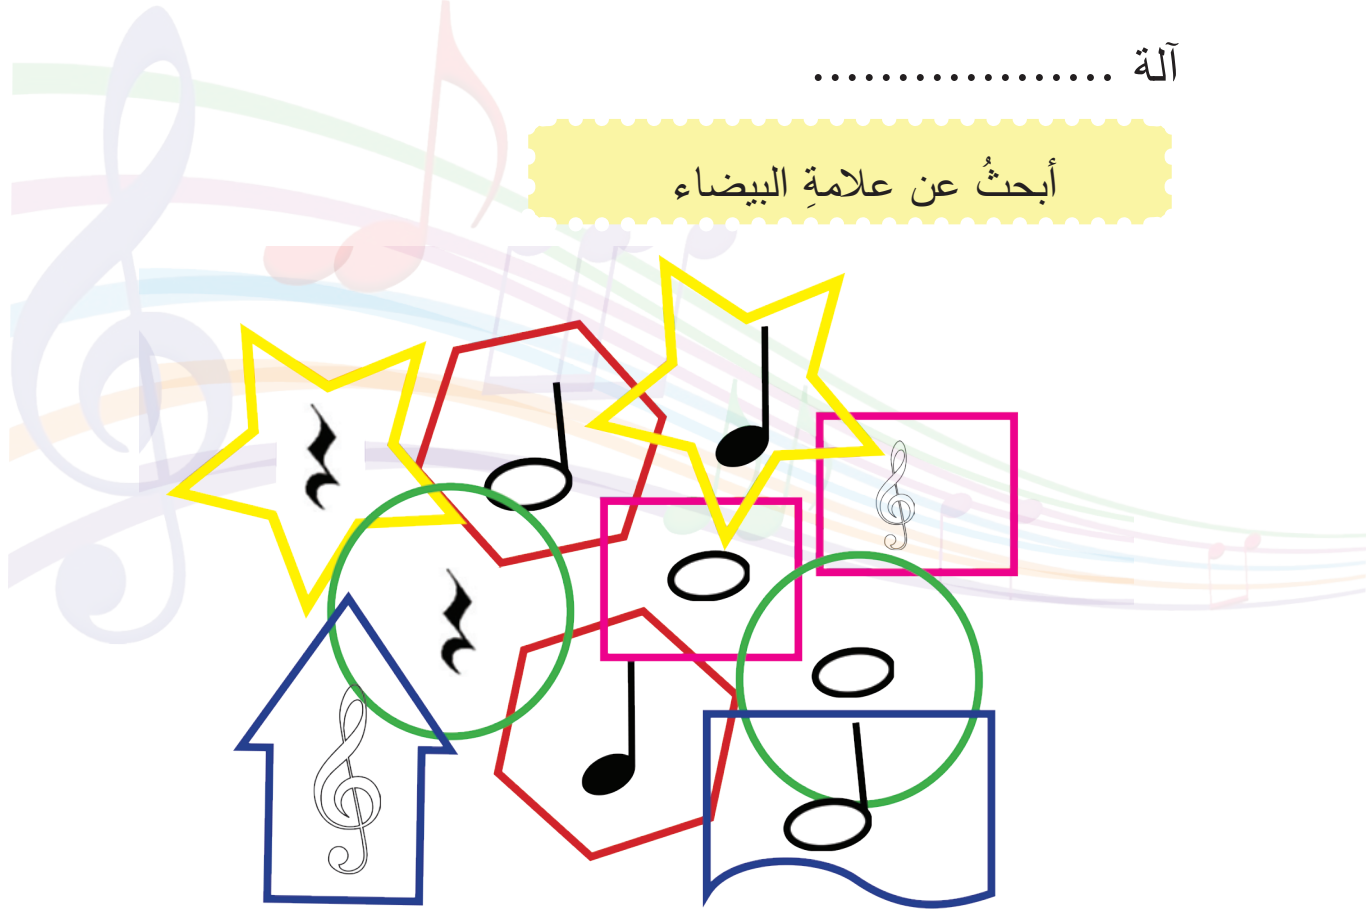 آلة ..................
أبحثُ عن علامةِ البيضاء